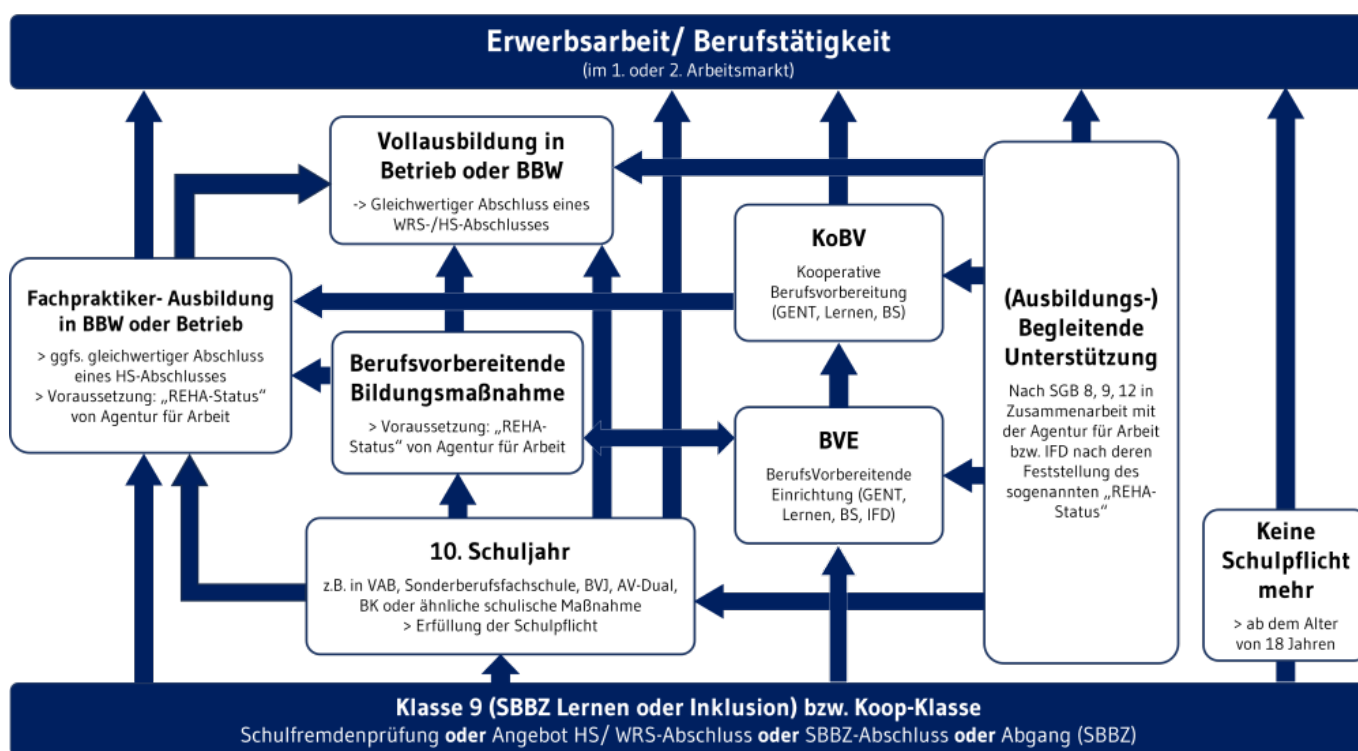 Erwerbsarbeit/ Berufstätigkeit
(im 1. oder 2. Arbeitsmarkt)
Vollausbildung in
Betrieb oder BBW
-> Gleichwertiger Abschluss eines
WRS-/HS-Abschlusses
KoBV
Kooperative
Berufsvorbereitung
(GENT, Lernen, BS)
(Ausbildungs-)
Begleitende
Unterstützung
Nach SGB 8, 9, 12 in
Zusammenarbeit mit
der Agentur für Arbeit
bzw. IFD nach deren
Feststellung des
sogenannten „REHA-
Status“
Fachpraktiker- Ausbildung
in BBW oder Betrieb
> ggfs. gleichwertiger Abschluss
eines HS-Abschlusses
> Voraussetzung: „REHA-Status“
von Agentur für Arbeit
Berufsvorbereitende
Bildungsmaßnahme
> Voraussetzung: „REHA-
Status“ von Agentur für Arbeit
BVE
BerufsVorbereitende
Einrichtung (GENT,
Lernen, BS, IFD)
10. Schuljahr
z.B. in VAB, Sonderberufsfachschule, BVJ, AV-Dual,
BK oder ähnliche schulische Maßnahme
> Erfüllung der Schulpflicht
Keine
Schulpflicht
mehr
> ab dem Alter
von 18 Jahren
Klasse 9 (SBBZ Lernen oder Inklusion) bzw. Koop-Klasse
Schulfremdenprüfung oder Angebot HS/ WRS-Abschluss oder SBBZ-Abschluss oder Abgang (SBBZ)